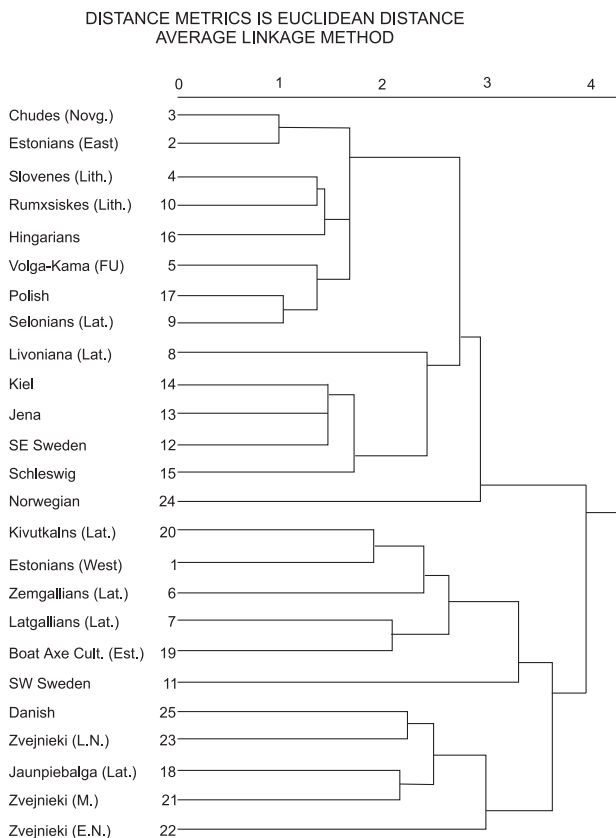 DISTANCE METRICS IS EUCLIDEAN DISTANCE
AVERAGE LINKAGE METHOD
0 1 2 3 4
Chudes (Novg.) 3
Estonians (East) 2
Slovenes (Lith.) 4
Rumxsiskes (Lith.) 10
Hingarians 16
Volga-Kama (FU) 5
Polish 17
Selonians (Lat.) 9
Livoniana (Lat.) 8
Kiel 14
Jena 13
SE Sweden 12
Schleswig 15
Norwegian 24
Kivutkalns (Lat.) 20
Estonians (West) 1
Zemgallians (Lat.) 6
Latgallians (Lat.) 7
Boat Axe Cult. (Est.) 19
SW Sweden 11
Danish 25
Zvejnieki (L.N.) 23
Jaunpiebalga (Lat.) 18
Zvejnieki (M.) 21
Zvejnieki (E.N.) 22